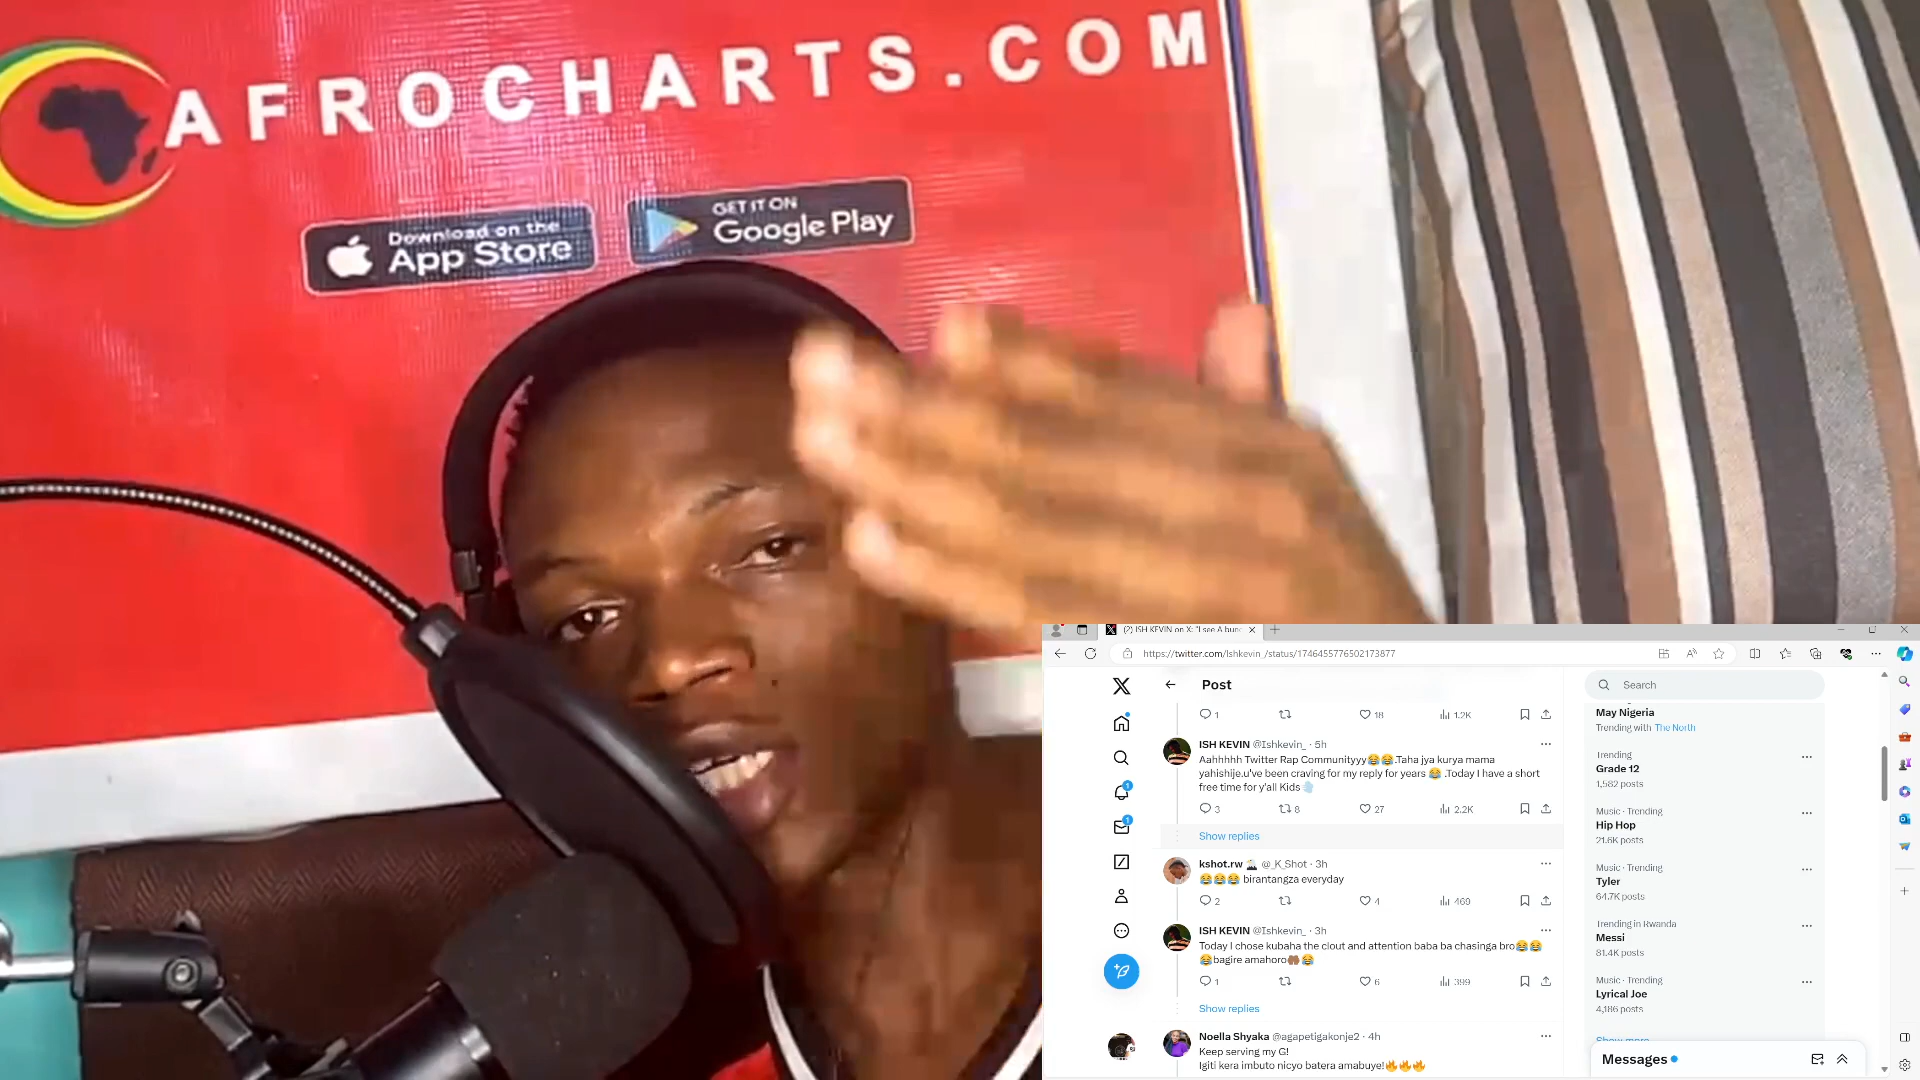 AFROCHARTS.COM
Download on the
App Store
GET IT ON
Google Play
https://twitter.com/Ishkevin_/status/1746455776502173877
Post
1
18
1.2K
ISH KEVIN @Ishkevin_ · 5h
Aahhhhh Twitter Rap Communityyy😂😂.Taha jya kurya mama
yahishije,u've been craving for my reply for years 😂 .Today I have a short
free time for y'all Kids💨
3
8
27
2.2K
Show replies
kshot.rw @_K_Shot · 3h
😂😂😂 birantangza everyday
2
4
469
ISH KEVIN @Ishkevin_ · 3h
Today I chose kubaha the clout and attention baba ba chasinga bro😂😂
😂bagire amahoro🤲🏾😂
1
6
399
Show replies
Noella Shyaka @agapetigakonje2 · 4h
Keep serving my G!
Igiti kera imbuto nicyo batera amabuye!🔥🔥🔥
Search
May Nigeria
Trending with The North
Trending
Grade 12
1,582 posts
Music · Trending
Hip Hop
21.6K posts
Music · Trending
Tyler
64.7K posts
Trending in Rwanda
Messi
81.4K posts
Music · Trending
Lyrical Joe
4,186 posts
Show more
Messages